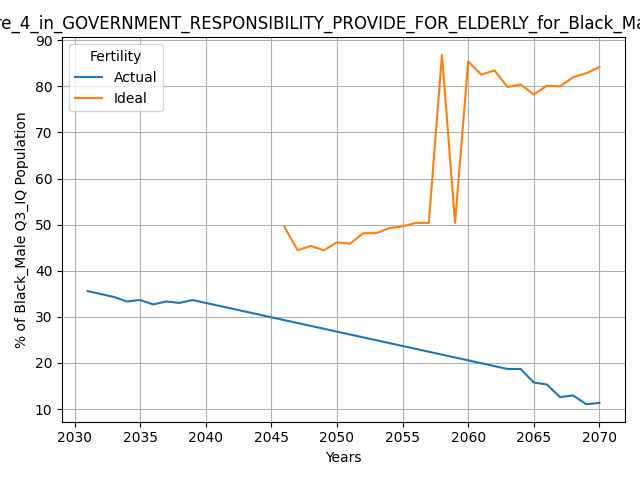 re_4_in_GOVERNMENT_RESPONSIBILITY_PROVIDE_FOR_ELDERLY_for_Black_Ma
90
80
70
60
50
40
30
20
10
% of Black_Male Q3_IQ Population
Fertility
Actual
Ideal
2030 2035 2040 2045 2050 2055 2060 2065 2070
Years